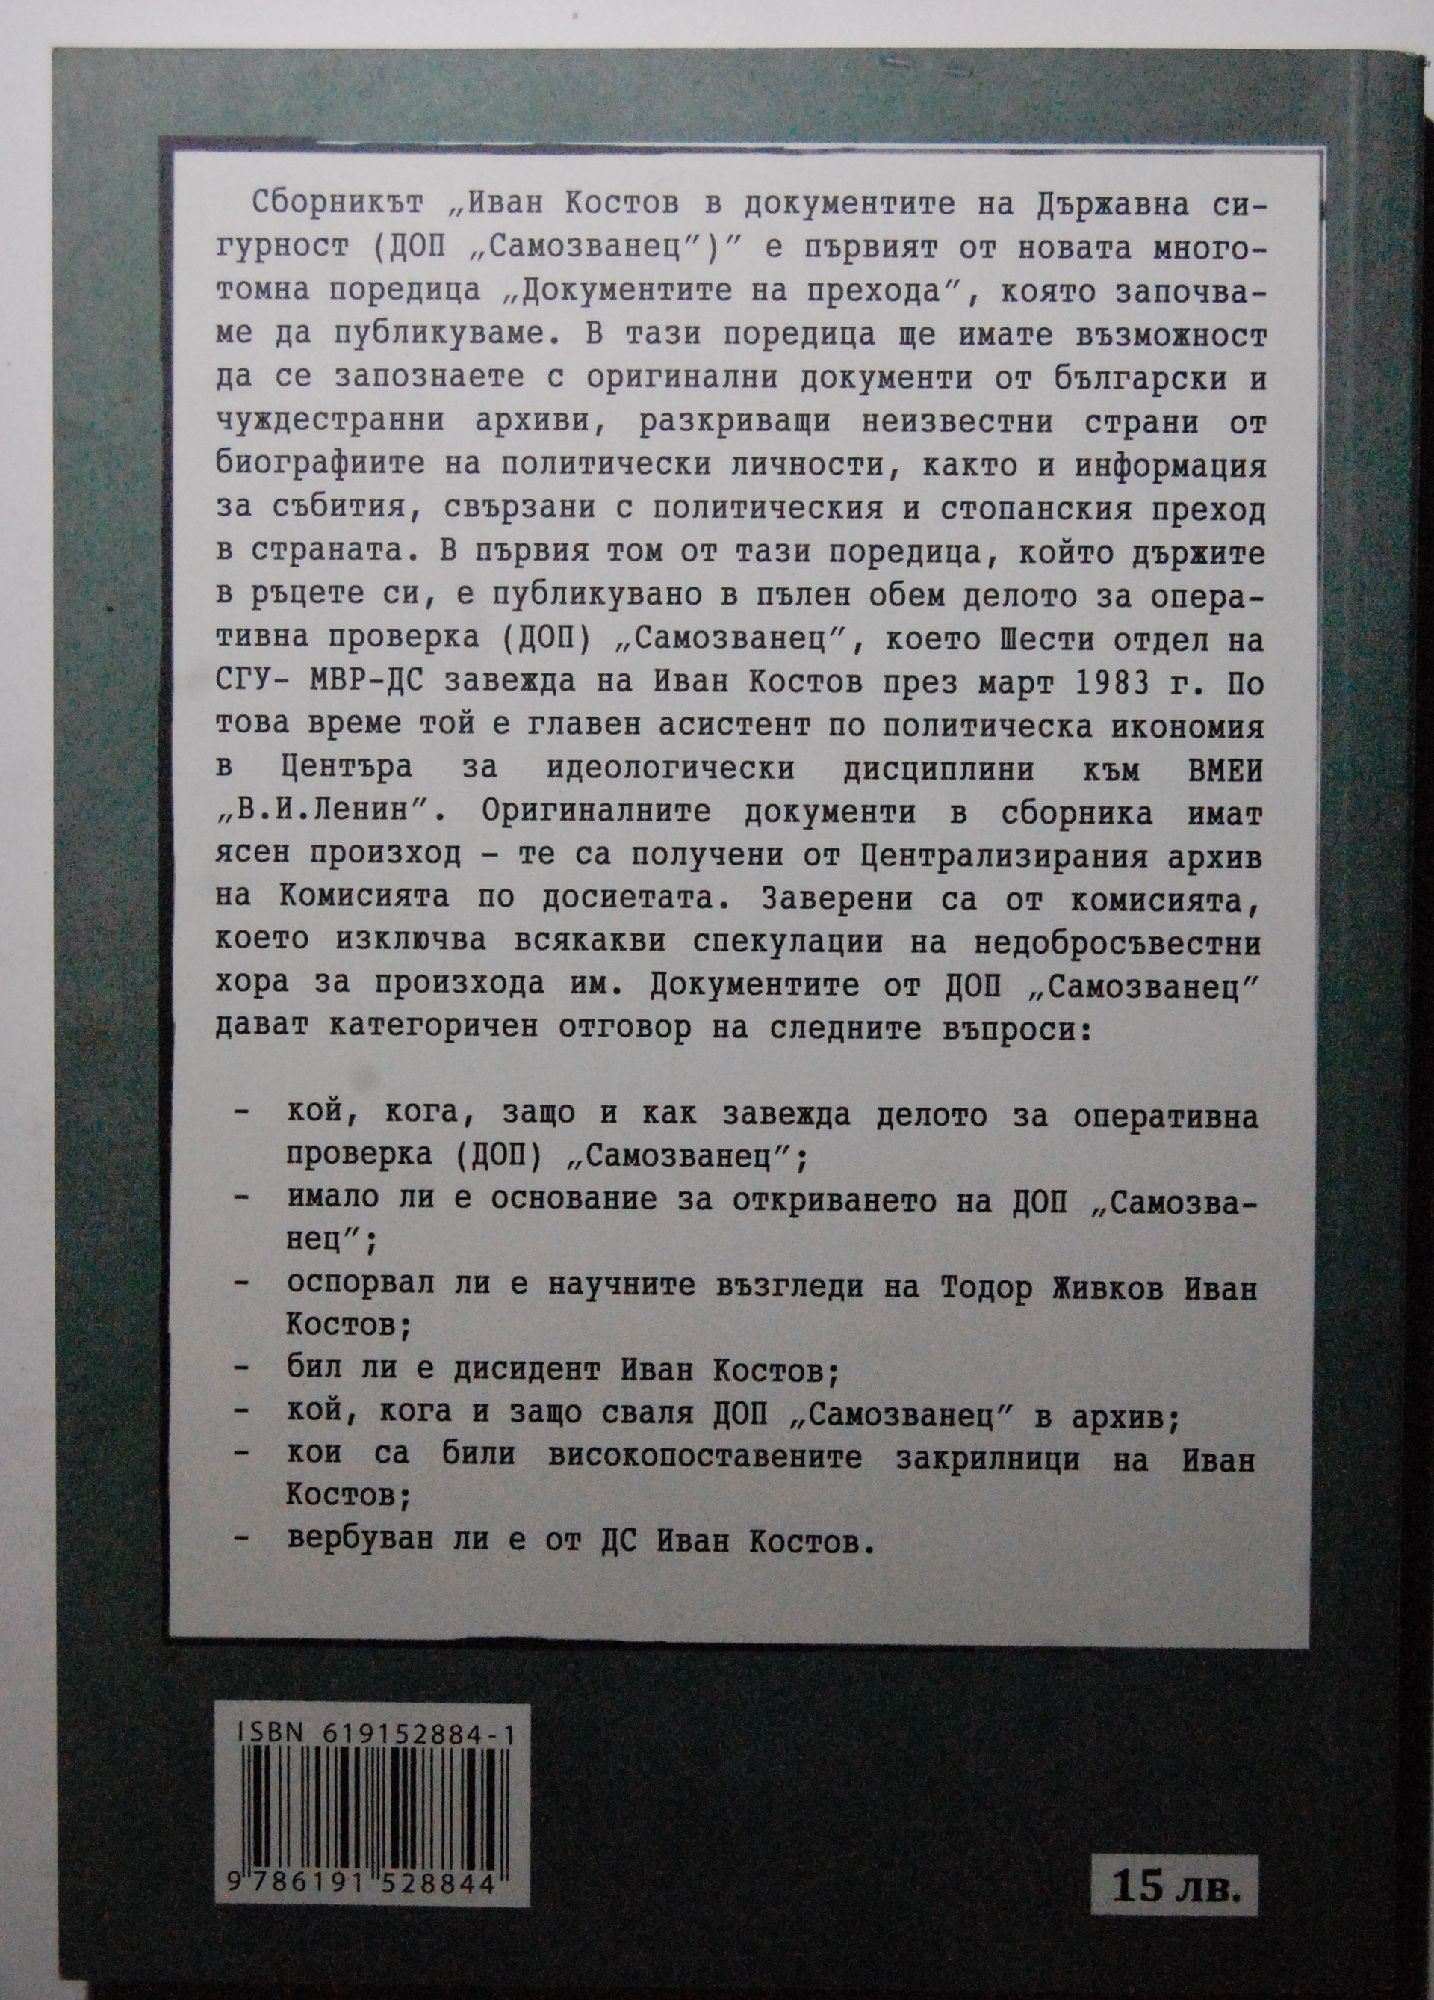 Сборникът „Иван Костов в документите на Държавна си-
гурност (ДОП „Самозванец”)” е първият от новата много-
томна поредица „Документите на прехода”, която започва-
ме да публикуваме. В тази поредица ще имате възможност
да се запознаете с оригинални документи от български и
чуждестранни архиви, разкриващи неизвестни страни от
биографиите на политически личности, както и информация
за събития, свързани с политическия и стопанския преход
в страната. В първия том от тази поредица, който държите
в ръцете си, е публикувано в пълен обем делото за опера-
тивна проверка (ДОП) „Самозванец”, което Шести отдел на
СГУ- МВР-ДС завежда на Иван Костов през март 1983 г. По
това време той е главен асистент по политическа икономия
в Центъра за идеологически дисциплини към ВМЕИ
„В.И.Ленин”. Оригиналните документи в сборника имат
ясен произход – те са получени от Централизирания архив
на Комисията по досиетата. Заверени са от комисията,
което изключва всякакви спекулации на недобросъвестни
хора за произхода им. Документите от ДОП „Самозванец”
дават категоричен отговор на следните въпроси:
– кой, кога, защо и как завежда делото за оперативна
проверка (ДОП) „Самозванец”;
– имало ли е основание за откриването на ДОП „Самозва-
нец”;
– оспорвал ли е научните възгледи на Тодор Живков Иван
Костов;
– бил ли е дисидент Иван Костов;
– кой, кога и защо сваля ДОП „Самозванец” в архив;
– кои са били високопоставените закрилници на Иван
Костов;
– вербуван ли е от ДС Иван Костов.
ISBN 619152884-1
9 786191 528844
15 лв.